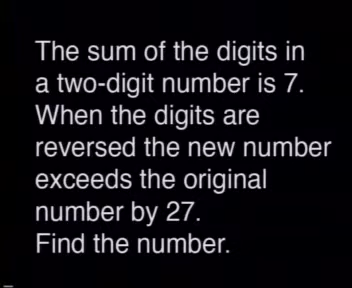 The sum of the digits in
a two-digit number is 7.
When the digits are
reversed the new number
exceeds the original
number by 27.
Find the number.